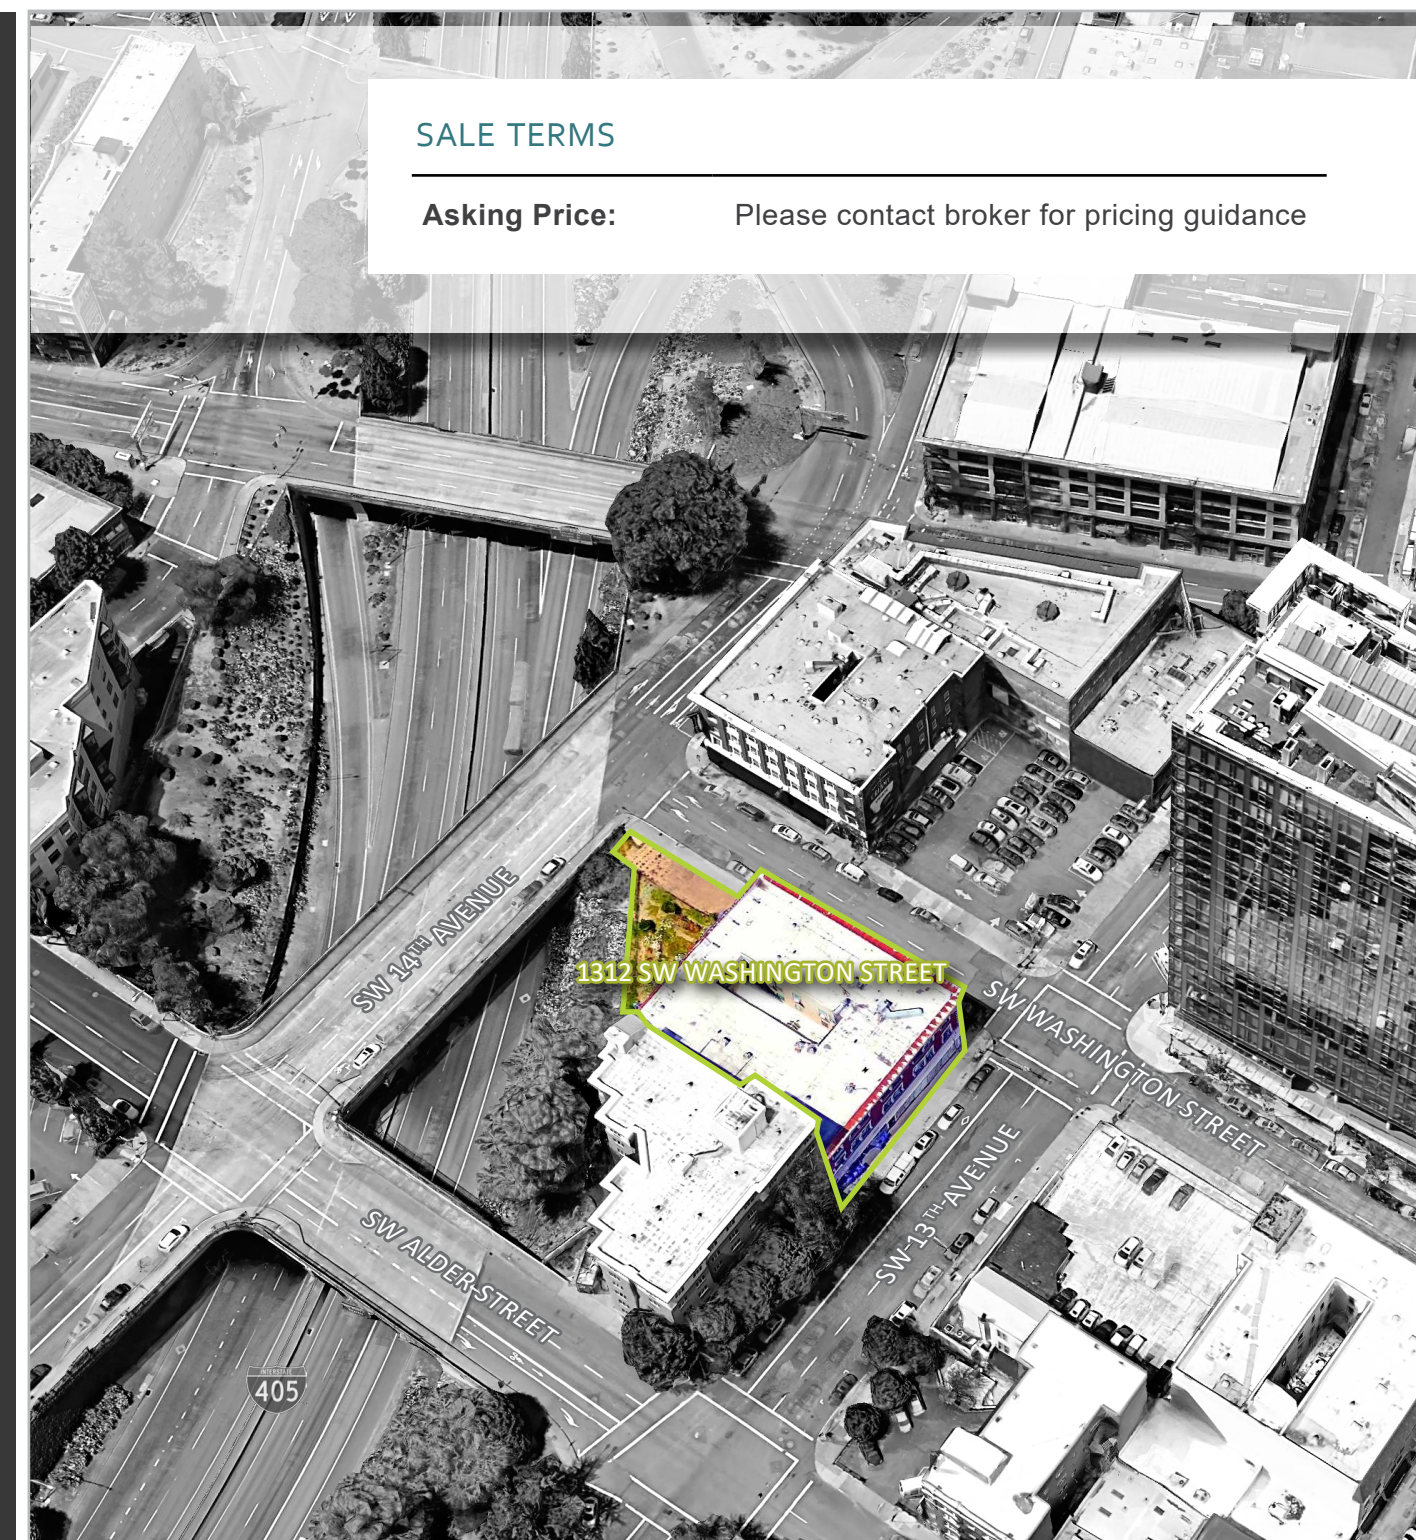 SALE TERMS
Asking Price: Please contact broker for pricing guidance
SW 14TH AVENUE
1312 SW WASHINGTON STREET
SW WASHINGTON STREET
SW 13TH AVENUE
SW ALDER STREET
INTERSTATE
405